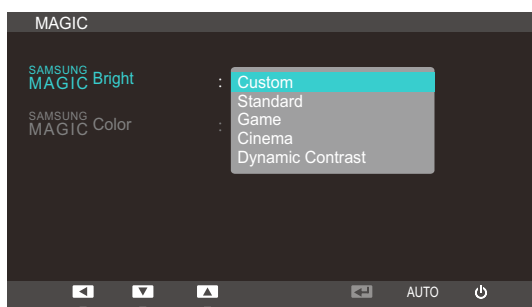 MAGIC
SAMSUNG
MAGIC Bright : Custom
Standard
Game
Cinema
Dynamic Contrast
SAMSUNG
MAGIC Color :
AUTO